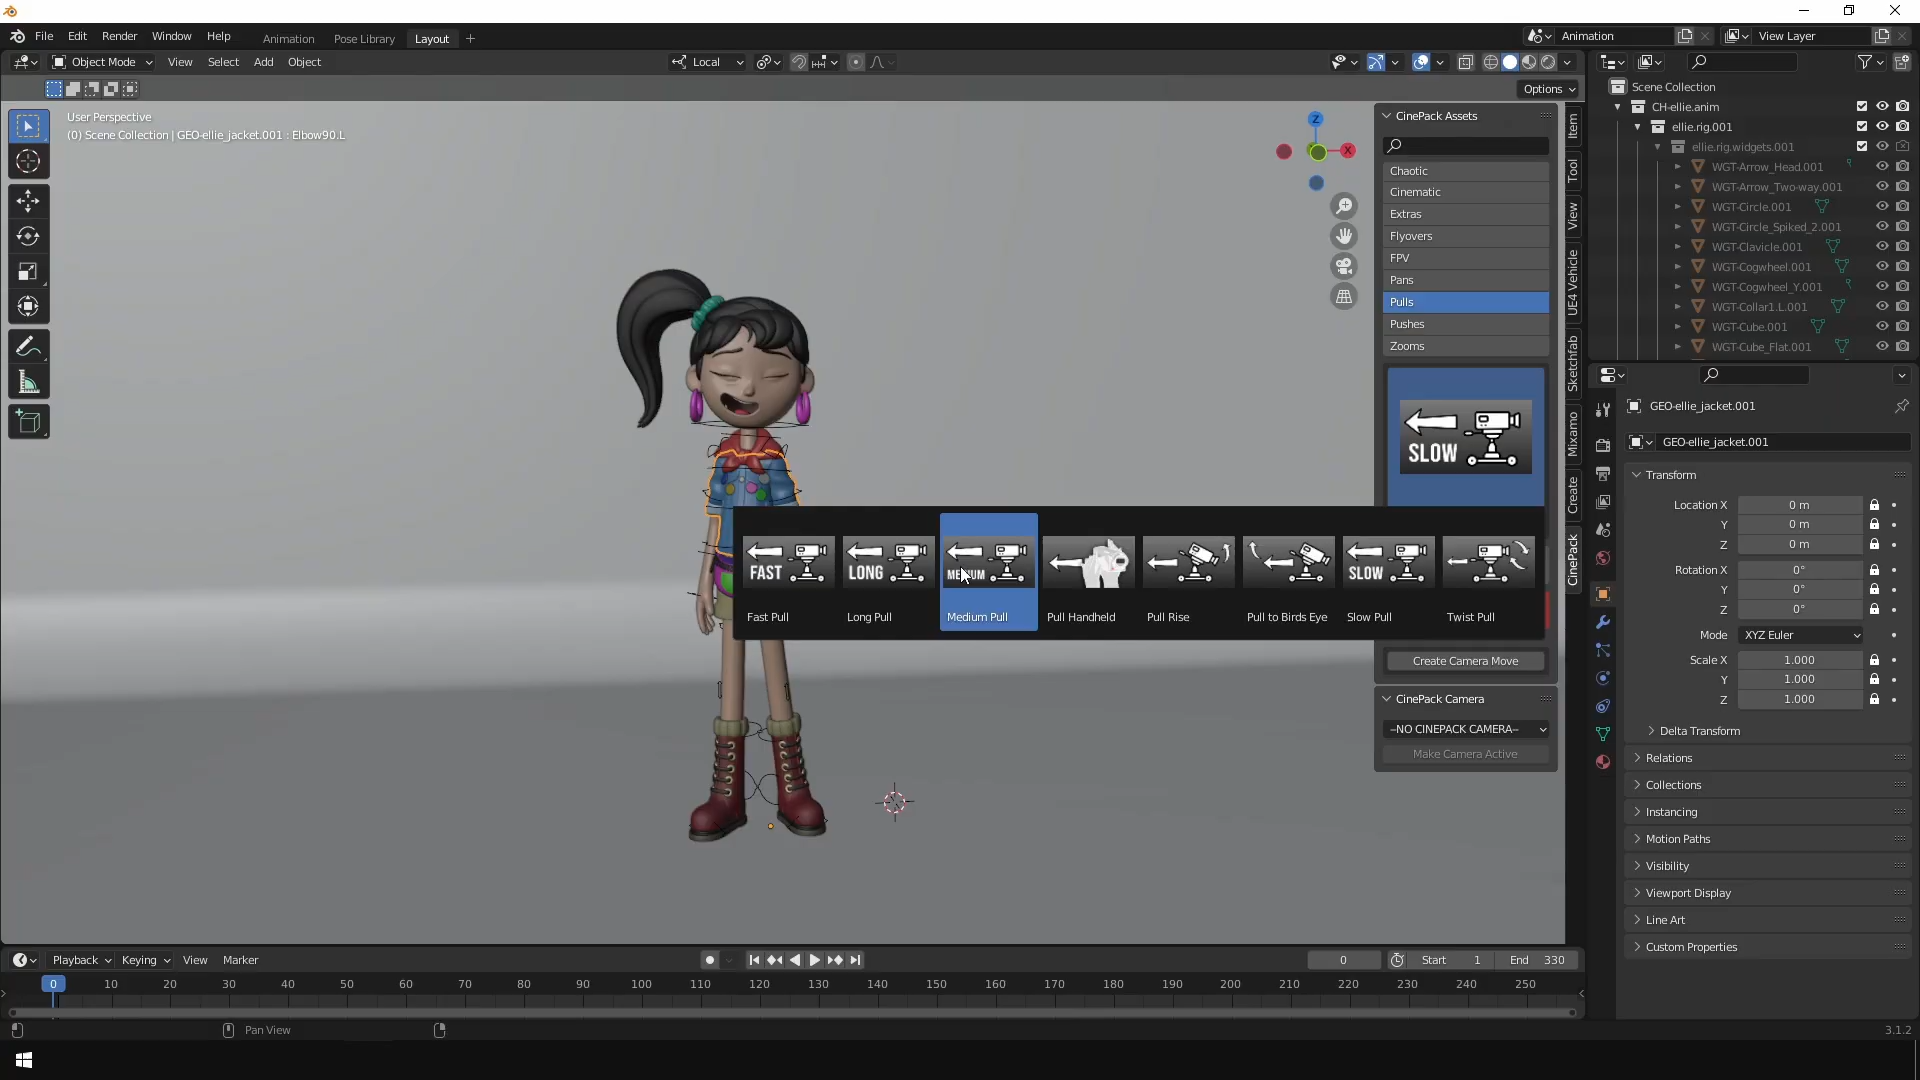 File Edit Render Window Help Animation Pose Library Layout + Animation View Layer
Object Mode View Select Add Object Local
Options
User Perspective
(0) Scene Collection | GEO-ellie_jacket.001 : Elbow90.L
Z
X
CinePack Assets
Chaotic
Cinematic
Extras
Flyovers
FPV
Pans
Pulls
Pushes
Zooms
SLOW
FAST LONG MEDIUM SLOW
Fast Pull Long Pull Medium Pull Pull Handheld Pull Rise Pull to Birds Eye Slow Pull Twist Pull
Create Camera Move
CinePack Camera
--NO CINEPACK CAMERA--
Make Camera Active
Item
Tool
View
UE4 Vehicle
Sketchfab
Mixamo
Create
CinePack
Scene Collection
CH-ellie.anim
ellie.rig.001
ellie.rig.widgets.001
WGT-Arrow_Head.001
WGT-Arrow_Two-way.001
WGT-Circle.001
WGT-Circle_Spiked_2.001
WGT-Clavicle.001
WGT-Cogwheel.001
WGT-Cogwheel_Y.001
WGT-Collar1.L.001
WGT-Cube.001
WGT-Cube_Flat.001
GEO-ellie_jacket.001
GEO-ellie_jacket.001
Transform
Location X 0 m
Y 0 m
Z 0 m
Rotation X 0°
Y 0°
Z 0°
Mode XYZ Euler
Scale X 1.000
Y 1.000
Z 1.000
Delta Transform
Relations
Collections
Instancing
Motion Paths
Visibility
Viewport Display
Line Art
Custom Properties
Playback Keying View Marker 0 Start 1 End 330
0 10 20 30 40 50 60 70 80 90 100 110 120 130 140 150 160 170 180 190 200 210 220 230 240 250
Pan View
3.1.2